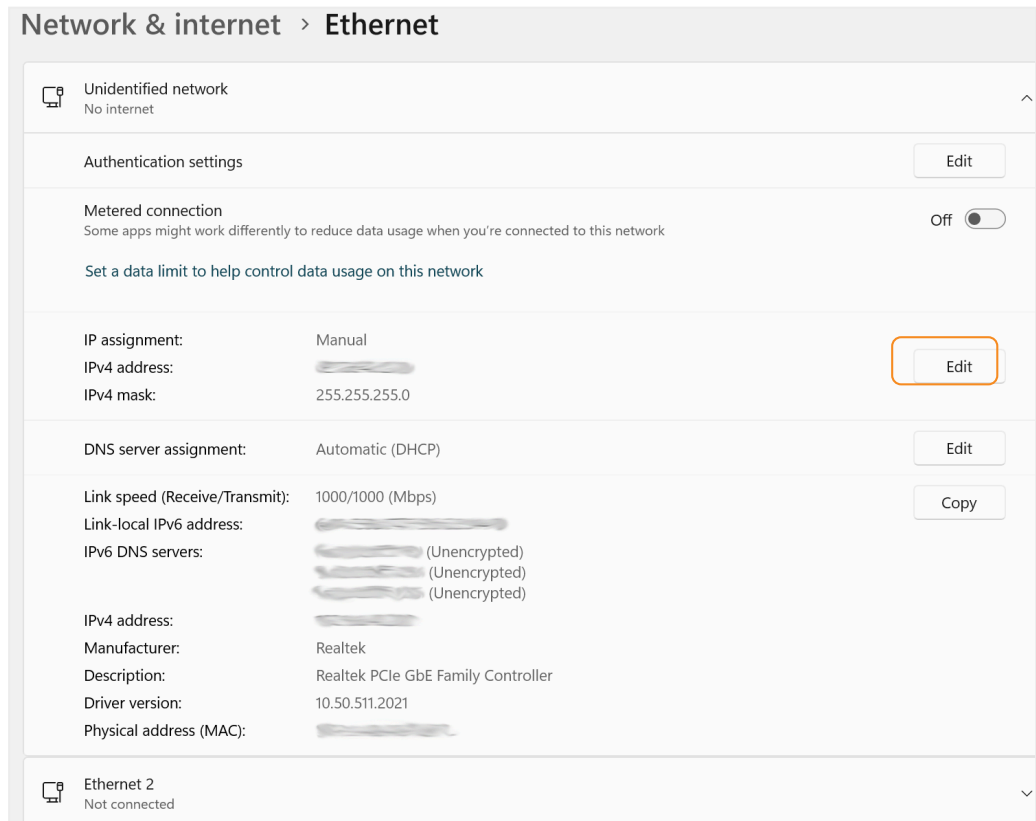 Network & internet > Ethernet
Unidentified network
No internet
Authentication settings Edit
Metered connection
Some apps might work differently to reduce data usage when you're connected to this network
Off
Set a data limit to help control data usage on this network
IP assignment: Manual
IPv4 address:
Edit
IPv4 mask: 255.255.255.0
DNS server assignment: Automatic (DHCP) Edit
Link speed (Receive/Transmit): 1000/1000 (Mbps)
Copy
Link-local IPv6 address:
IPv6 DNS servers: (Unencrypted)
(Unencrypted)
(Unencrypted)
IPv4 address:
Manufacturer: Realtek
Description: Realtek PCIe GbE Family Controller
Driver version: 10.50.511.2021
Physical address (MAC):
Ethernet 2
Not connected